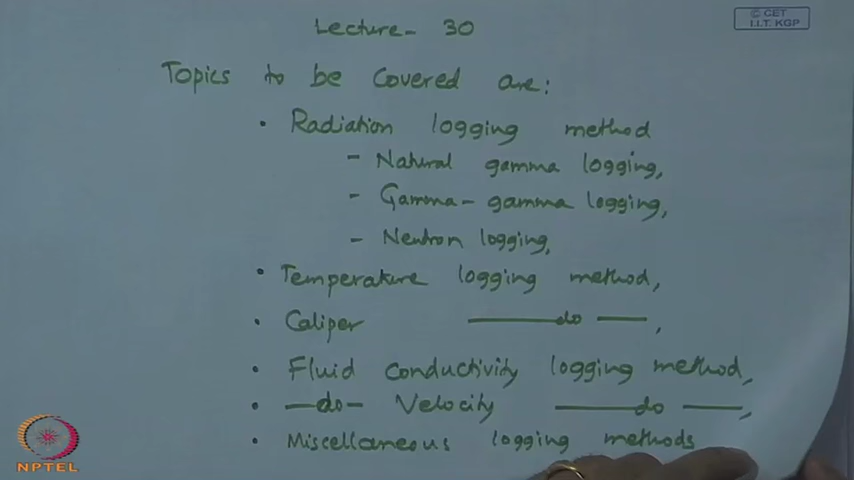 Lecture - 30
© CET
I.I.T. KGP
Topics to be Covered are:
• Radiation logging method
- Natural gamma logging,
- Gamma - gamma logging,
- Neutron logging,
• Temperature logging method,
• Caliper ——do——,
• Fluid conductivity logging method,
• —do— Velocity ——do——,
• Miscellaneous logging methods
NPTEL